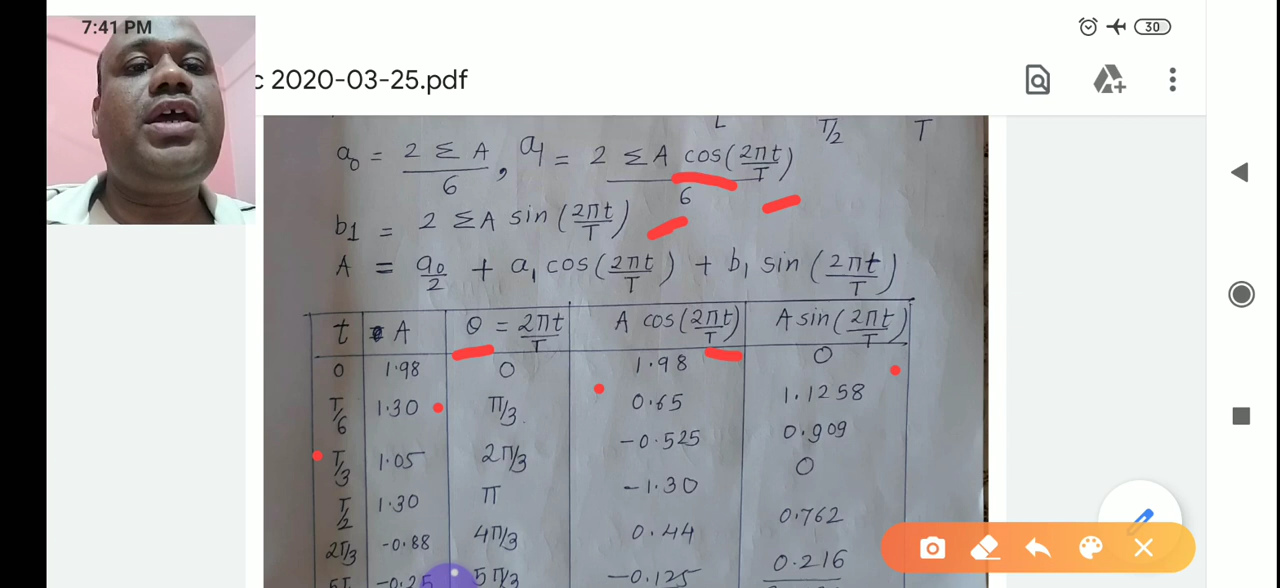 7:41 PM
30
c 2020-03-25.pdf
T/2 T
a0 = 2 Σ A / 6 , a1 = 2 Σ A cos(2πt/T) / 6
b1 = 2 Σ A sin (2πt/T)
A = a0/2 + a1 cos(2πt/T) + b1 sin (2πt/T)
t A θ = 2πt/T A cos(2πt/T) A sin(2πt/T)
0 1.98 0 1.98 0
T/6 1.30 π/3 0.65 1.1258
T/3 1.05 2π/3 -0.525 0.909
T/2 1.30 π -1.30 0
2T/3 -0.88 4π/3 0.44 0.762
5T -0.25 5π/3 -0.125 0.216